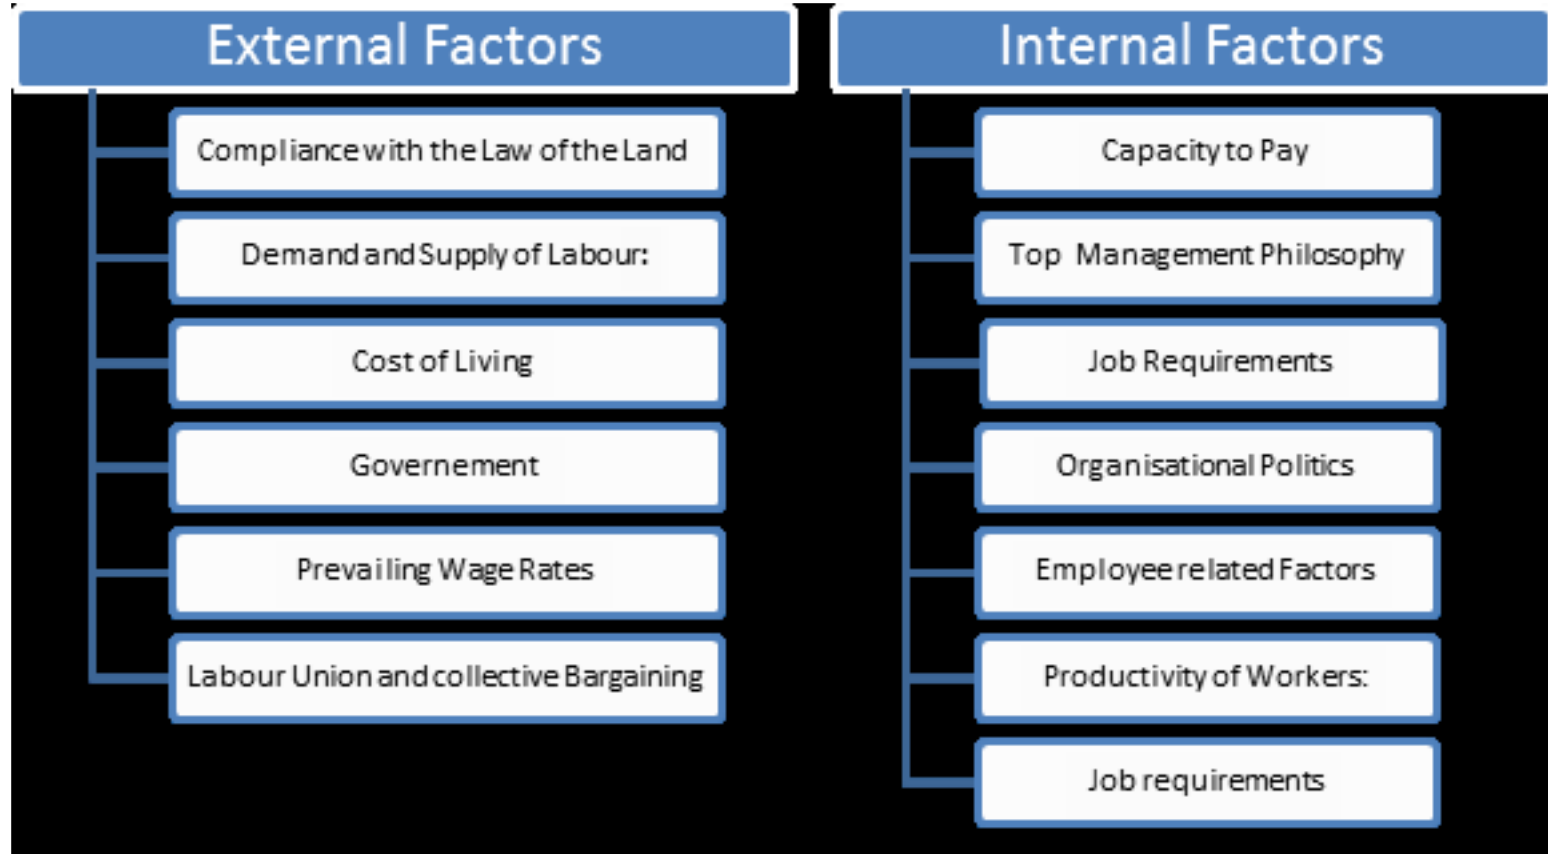 External Factors
Compliance with the Law of the Land
Demand and Supply of Labour:
Cost of Living
Governement
Prevailing Wage Rates
Labour Union and collective Bargaining
Internal Factors
Capacity to Pay
Top Management Philosophy
Job Requirements
Organisational Politics
Employee related Factors
Productivity of Workers:
Job requirements